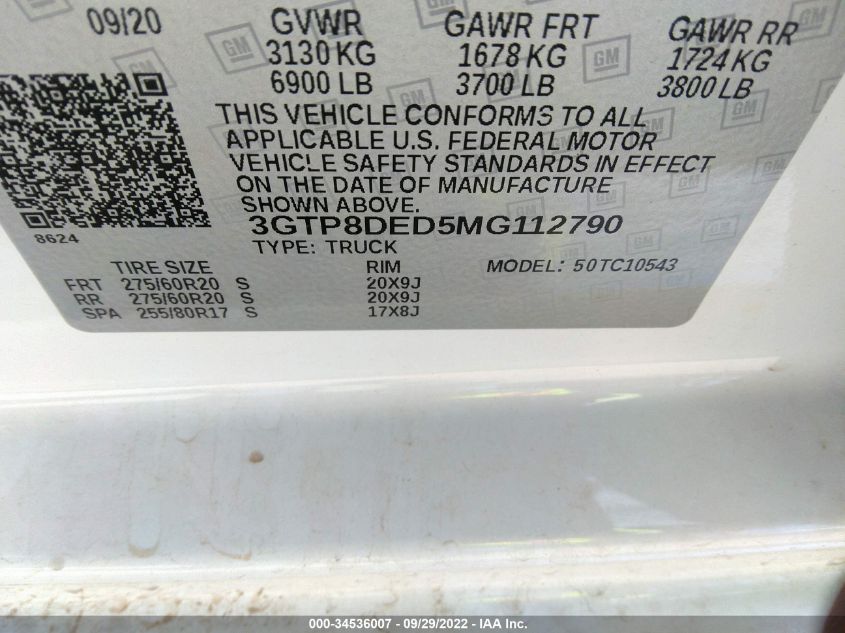 09/20 GVWR GAWR FRT GAWR RR
3130 KG 1678 KG 1724 KG
6900 LB 3700 LB 3800 LB
THIS VEHICLE CONFORMS TO ALL
APPLICABLE U.S. FEDERAL MOTOR
VEHICLE SAFETY STANDARDS IN EFFECT
ON THE DATE OF MANUFACTURE
SHOWN ABOVE.
3GTP8DED5MG112790
8624
TYPE: TRUCK
TIRE SIZE RIM MODEL: 50TC10543
FRT 275/60R20 S 20X9J
RR 275/60R20 S 20X9J
SPA 255/80R17 S 17X8J
GM
000-34536007 / 09/29/2022 - IAA Inc.